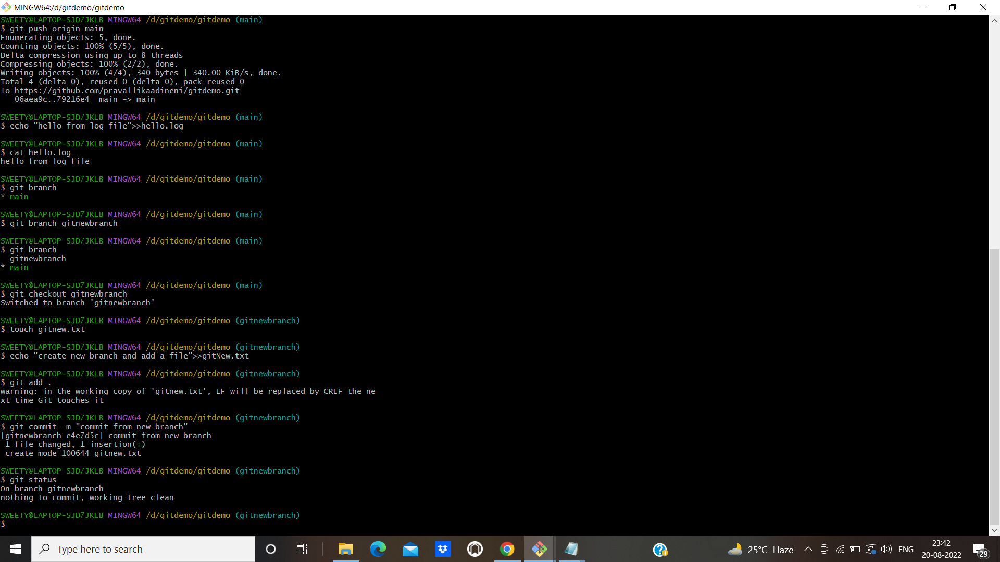 MINGW64:/d/gitdemo/gitdemo
SWEETY@LAPTOP-SJD7JKLB MINGW64 /d/gitdemo/gitdemo (main)
$ git push origin main
Enumerating objects: 5, done.
Counting objects: 100% (5/5), done.
Delta compression using up to 8 threads
Compressing objects: 100% (2/2), done.
Writing objects: 100% (4/4), 340 bytes | 340.00 KiB/s, done.
Total 4 (delta 0), reused 0 (delta 0), pack-reused 0
To https://github.com/pravallikaadineni/gitdemo.git
   06aea9c..79216e4  main -> main
SWEETY@LAPTOP-SJD7JKLB MINGW64 /d/gitdemo/gitdemo (main)
$ echo "hello from log file">>hello.log
SWEETY@LAPTOP-SJD7JKLB MINGW64 /d/gitdemo/gitdemo (main)
$ cat hello.log
hello from log file
SWEETY@LAPTOP-SJD7JKLB MINGW64 /d/gitdemo/gitdemo (main)
$ git branch
* main
SWEETY@LAPTOP-SJD7JKLB MINGW64 /d/gitdemo/gitdemo (main)
$ git branch gitnewbranch
SWEETY@LAPTOP-SJD7JKLB MINGW64 /d/gitdemo/gitdemo (main)
$ git branch
  gitnewbranch
* main
SWEETY@LAPTOP-SJD7JKLB MINGW64 /d/gitdemo/gitdemo (main)
$ git checkout gitnewbranch
Switched to branch 'gitnewbranch'
SWEETY@LAPTOP-SJD7JKLB MINGW64 /d/gitdemo/gitdemo (gitnewbranch)
$ touch gitnew.txt
SWEETY@LAPTOP-SJD7JKLB MINGW64 /d/gitdemo/gitdemo (gitnewbranch)
$ echo "create new branch and add a file">>gitNew.txt
SWEETY@LAPTOP-SJD7JKLB MINGW64 /d/gitdemo/gitdemo (gitnewbranch)
$ git add .
warning: in the working copy of 'gitnew.txt', LF will be replaced by CRLF the ne
xt time Git touches it
SWEETY@LAPTOP-SJD7JKLB MINGW64 /d/gitdemo/gitdemo (gitnewbranch)
$ git commit -m "commit from new branch"
[gitnewbranch e4e7d5c] commit from new branch
 1 file changed, 1 insertion(+)
 create mode 100644 gitnew.txt
SWEETY@LAPTOP-SJD7JKLB MINGW64 /d/gitdemo/gitdemo (gitnewbranch)
$ git status
On branch gitnewbranch
nothing to commit, working tree clean
SWEETY@LAPTOP-SJD7JKLB MINGW64 /d/gitdemo/gitdemo (gitnewbranch)
$
Type here to search
25°C Haze
ENG
23:42
20-08-2022
29